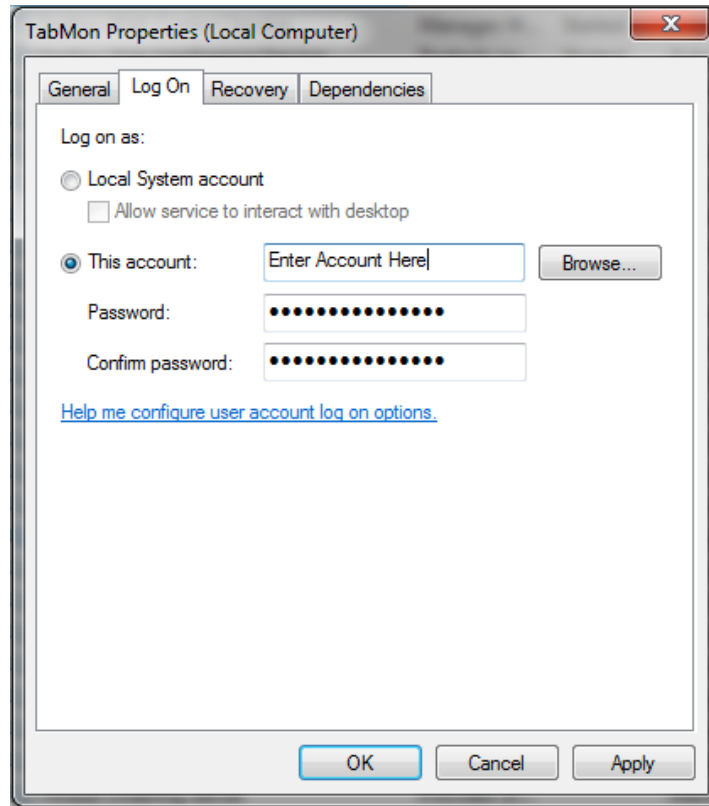 TabMon Properties (Local Computer)
General Log On Recovery Dependencies
Log on as:
Local System account
Allow service to interact with desktop
This account: Enter Account Here Browse...
Password: ●●●●●●●●●●●●●●●
Confirm password: ●●●●●●●●●●●●●●●
Help me configure user account log on options.
OK Cancel Apply